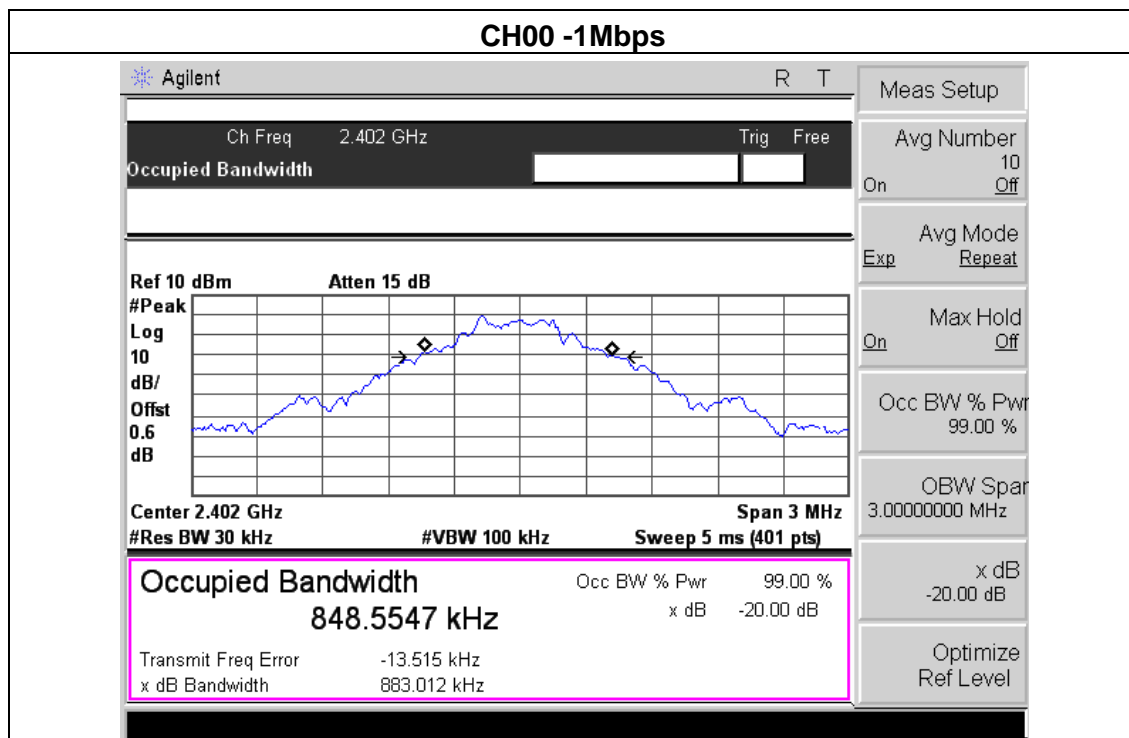 CH00 -1Mbps
Agilent R T
Ch Freq 2.402 GHz Trig Free
Occupied Bandwidth
Ref 10 dBm Atten 15 dB
#Peak
Log
10
dB/
Offst
0.6
dB
Center 2.402 GHz Span 3 MHz
#Res BW 30 kHz #VBW 100 kHz Sweep 5 ms (401 pts)
Occupied Bandwidth
848.5547 kHz
Occ BW % Pwr 99.00 %
x dB -20.00 dB
Transmit Freq Error -13.515 kHz
x dB Bandwidth 883.012 kHz
Meas Setup
Avg Number
10
On Off
Avg Mode
Exp Repeat
Max Hold
On Off
Occ BW % Pwr
99.00 %
OBW Span
3.00000000 MHz
x dB
-20.00 dB
Optimize
Ref Level